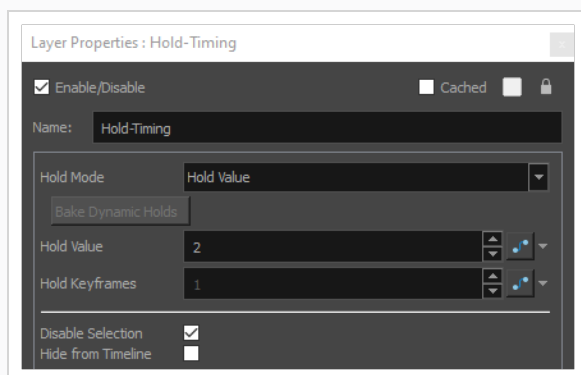 Layer Properties : Hold-Timing
Enable/Disable Cached
Name: Hold-Timing
Hold Mode Hold Value
Bake Dynamic Holds
Hold Value 2
Hold Keyframes 1
Disable Selection
Hide from Timeline